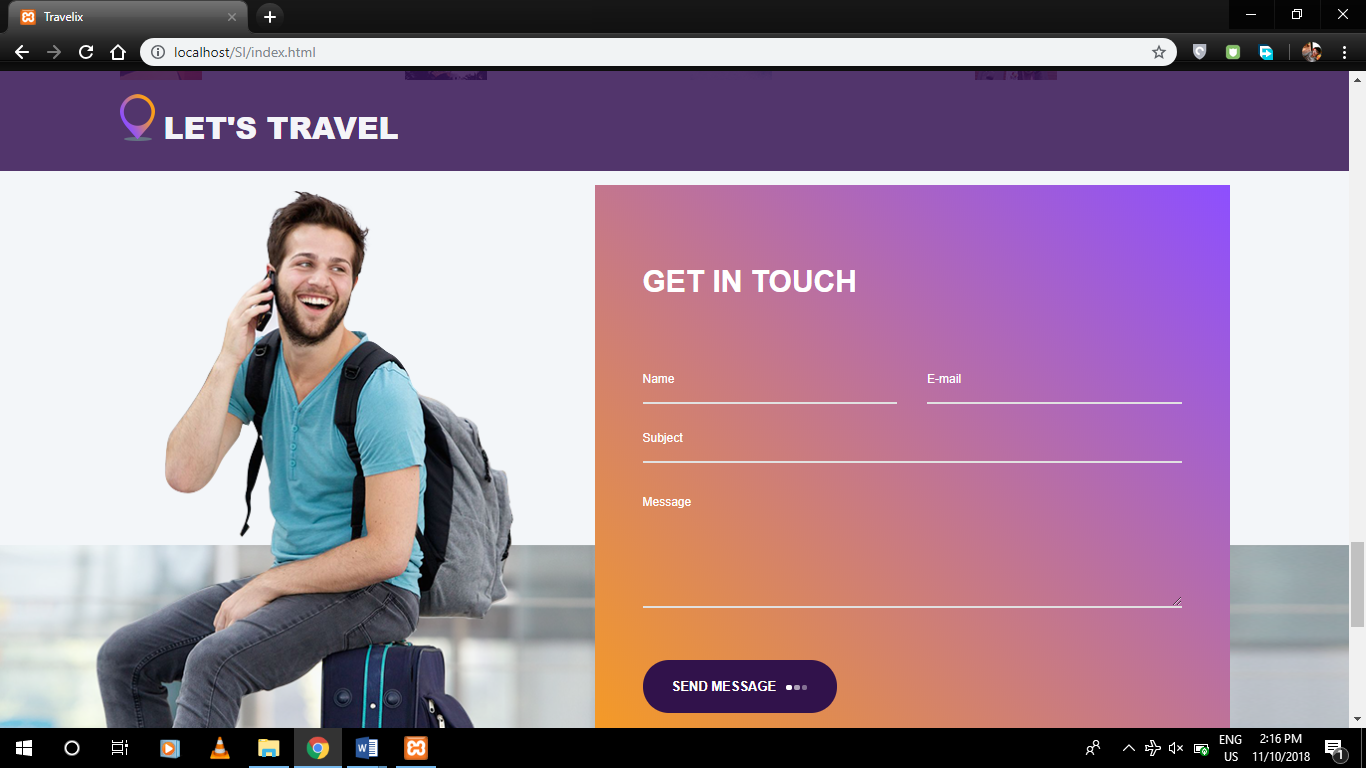 Travelix
localhost/SI/index.html
LET'S TRAVEL
GET IN TOUCH
Name
E-mail
Subject
Message
SEND MESSAGE
ENG
US
2:16 PM
11/10/2018
1